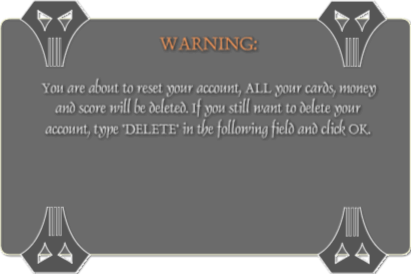 WARNING:
You are about to reset your account, ALL your cards, money
and score will be deleted. If you still want to delete your
account, type "DELETE" in the following field and click OK.